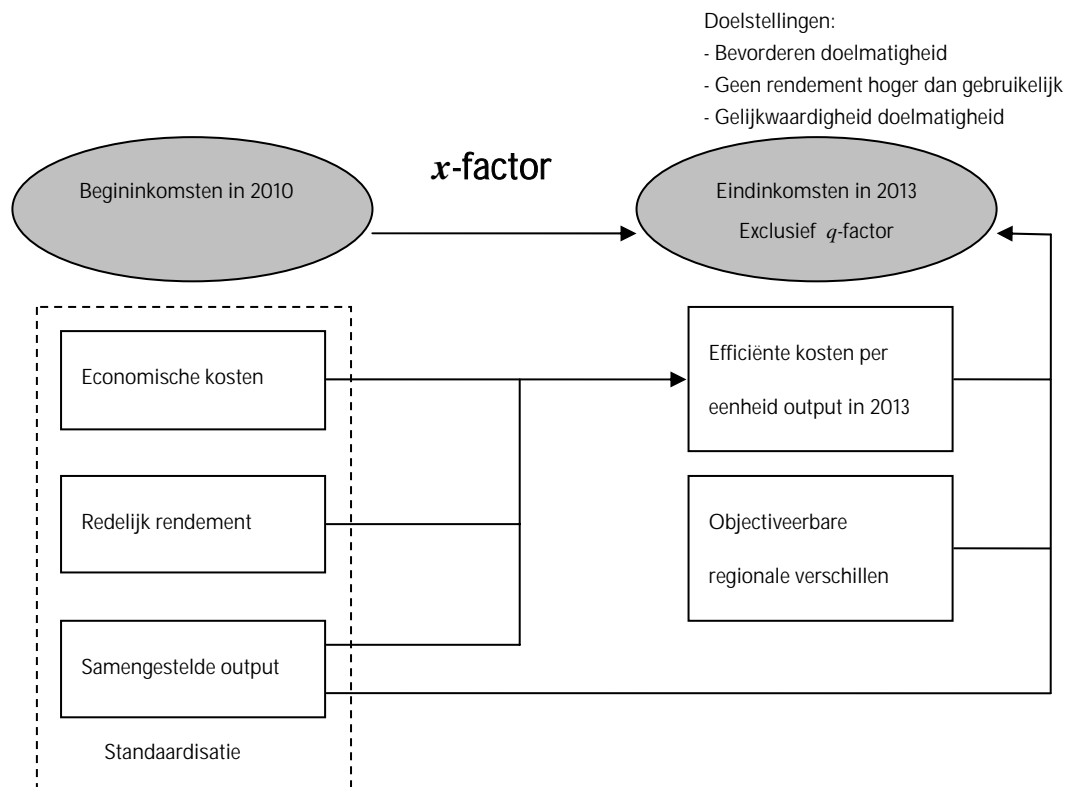 Doelstellingen:
- Bevorderen doelmatigheid
- Geen rendement hoger dan gebruikelijk
- Gelijkwaardigheid doelmatigheid
Begininkomsten in 2010
x-factor
Eindinkomsten in 2013
Exclusief q-factor
Economische kosten
Efficiënte kosten per
eenheid output in 2013
Redelijk rendement
Objectiveerbare
regionale verschillen
Samengestelde output
Standaardisatie